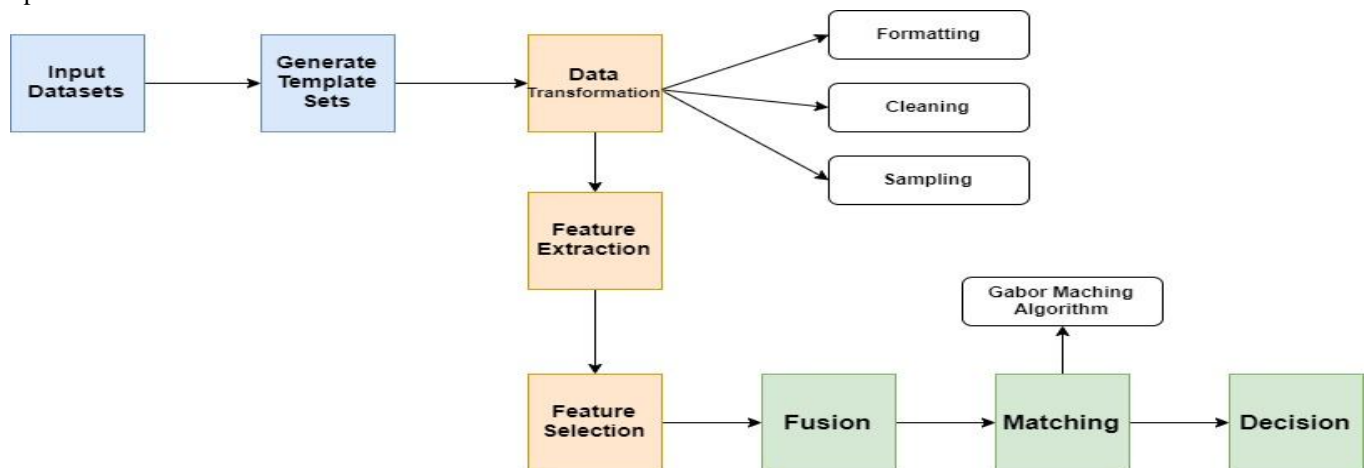 Input
Datasets
Generate
Template
Sets
Data
Transformation
Formatting
Cleaning
Sampling
Feature
Extraction
Gabor Maching
Algorithm
Feature
Selection
Fusion
Matching
Decision